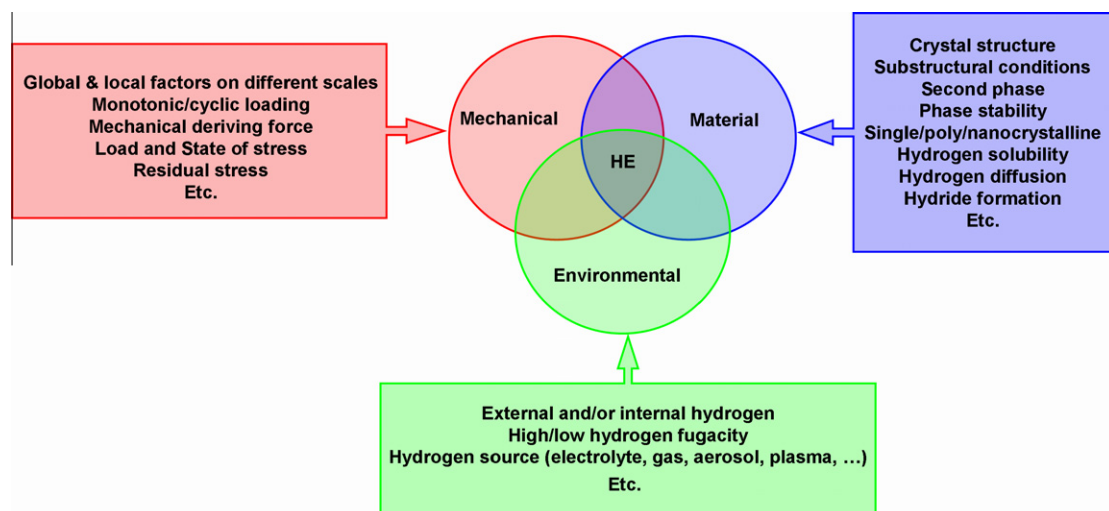 Global & local factors on different scales
Monotonic/cyclic loading
Mechanical deriving force
Load and State of stress
Residual stress
Etc.
Mechanical
Material
HE
Environmental
Crystal structure
Substructural conditions
Second phase
Phase stability
Single/poly/nanocrystalline
Hydrogen solubility
Hydrogen diffusion
Hydride formation
Etc.
External and/or internal hydrogen
High/low hydrogen fugacity
Hydrogen source (electrolyte, gas, aerosol, plasma, ...)
Etc.